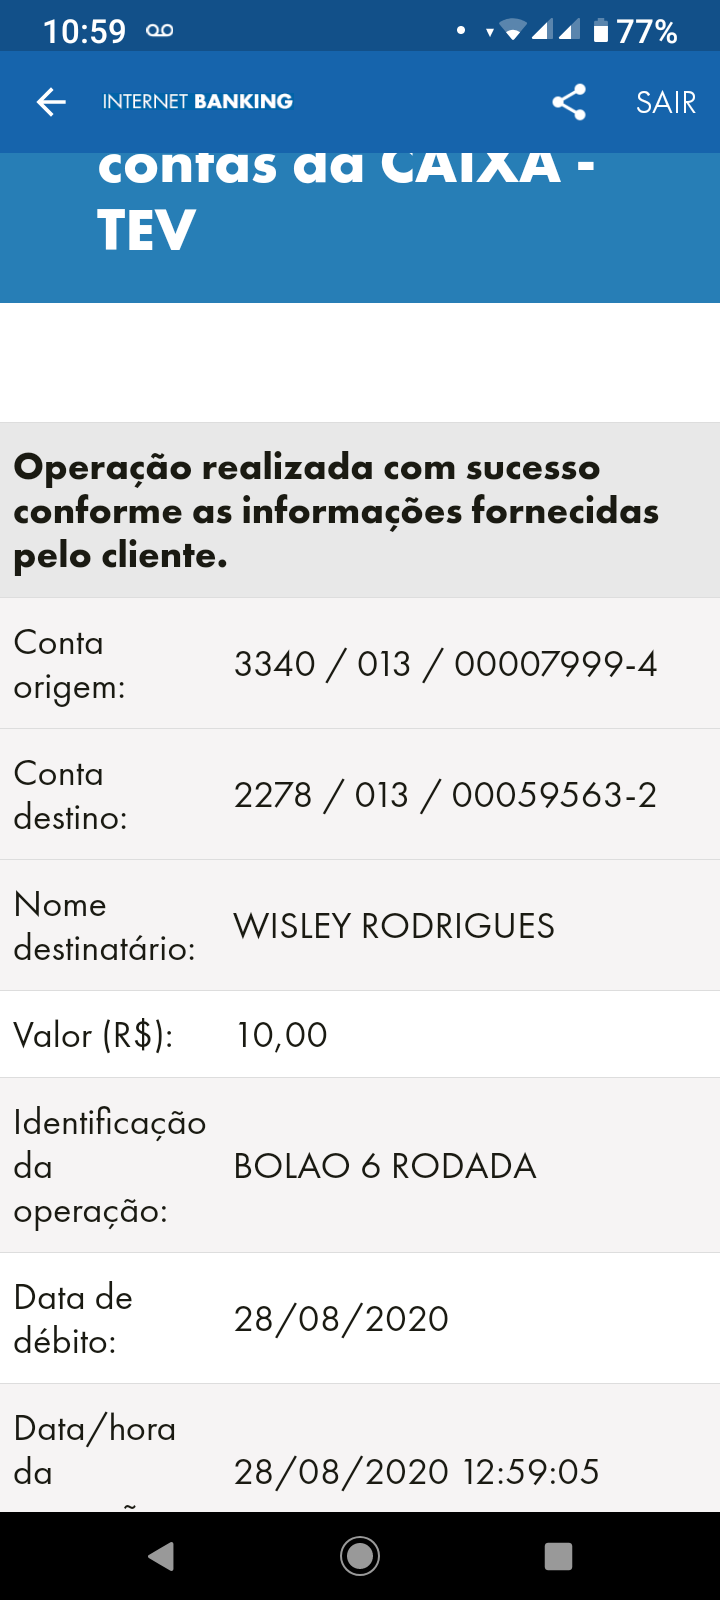 10:59
77%
INTERNET BANKING
SAIR
contas da CAIXA -
TEV
Operação realizada com sucesso
conforme as informações fornecidas
pelo cliente.
Conta
origem:
3340 / 013 / 00007999-4
Conta
destino:
2278 / 013 / 00059563-2
Nome
destinatário:
WISLEY RODRIGUES
Valor (R$):
10,00
Identificação
da
operação:
BOLAO 6 RODADA
Data de
débito:
28/08/2020
Data/hora
da
28/08/2020 12:59:05